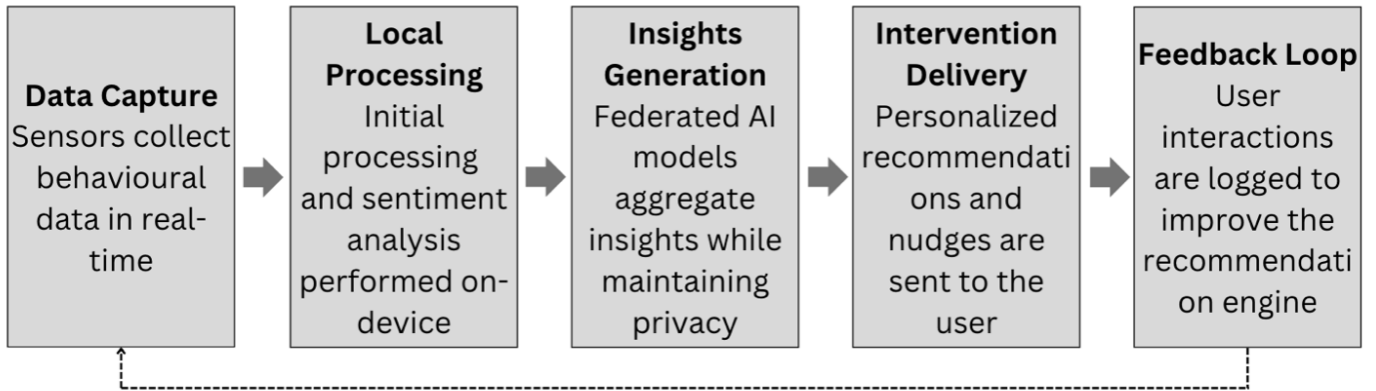 Data Capture
Sensors collect
behavioural
data in real-
time
Local
Processing
Initial
processing
and sentiment
analysis
performed on-
device
Insights
Generation
Federated AI
models
aggregate
insights while
maintaining
privacy
Intervention
Delivery
Personalized
recommendati
ons and
nudges are
sent to the
user
Feedback Loop
User
interactions
are logged to
improve the
recommendati
on engine